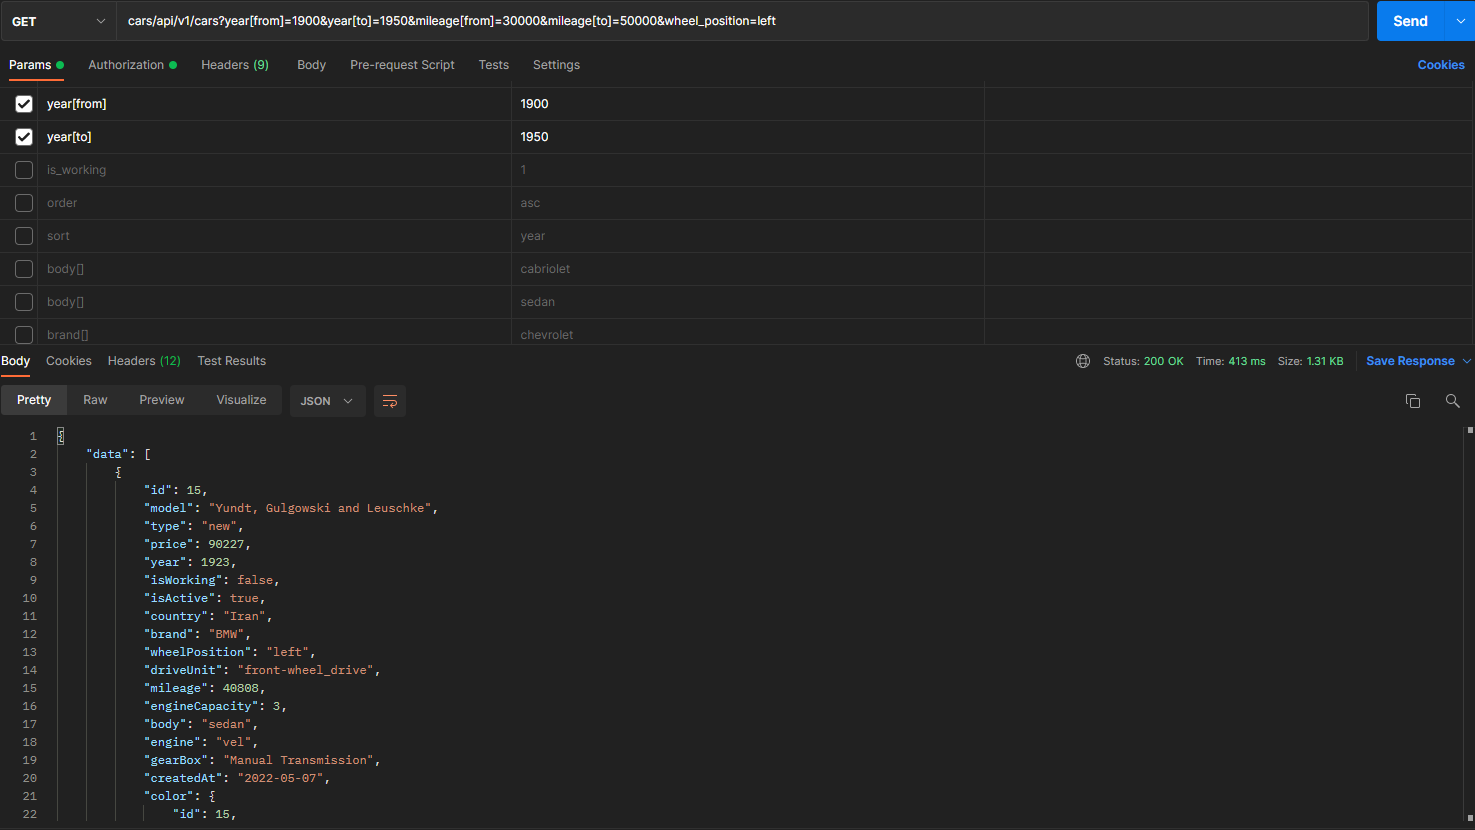 GET cars/api/v1/cars?year[from]=1900&year[to]=1950&mileage[from]=30000&mileage[to]=50000&wheel_position=left Send
Params Authorization Headers (9) Body Pre-request Script Tests Settings Cookies
year[from] 1900
year[to] 1950
is_working 1
order asc
sort year
body[] cabriolet
body[] sedan
brand[] chevrolet
Body Cookies Headers (12) Test Results Status: 200 OK Time: 413 ms Size: 1.31 KB Save Response
Pretty Raw Preview Visualize JSON
1 {
2 "data": [
3 {
4 "id": 15,
5 "model": "Yundt, Gulgowski and Leuschke",
6 "type": "new",
7 "price": 90227,
8 "year": 1923,
9 "isWorking": false,
10 "isActive": true,
11 "country": "Iran",
12 "brand": "BMW",
13 "wheelPosition": "left",
14 "driveUnit": "front-wheel_drive",
15 "mileage": 40808,
16 "engineCapacity": 3,
17 "body": "sedan",
18 "engine": "vel",
19 "gearBox": "Manual Transmission",
20 "createdAt": "2022-05-07",
21 "color": {
22 "id": 15,